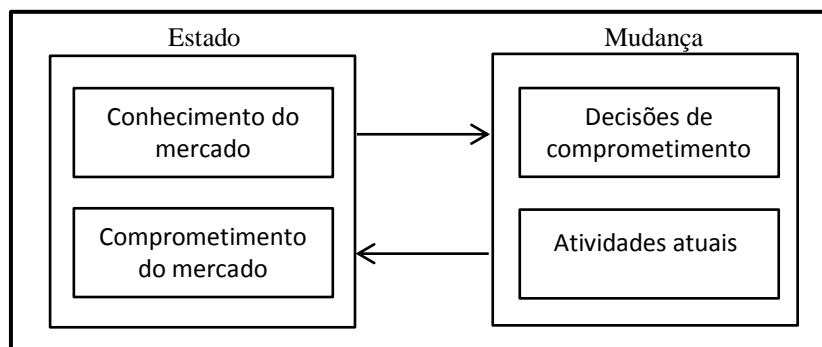 Estado
Mudança
Conhecimento do
mercado
Decisões de
comprometimento
Comprometimento
do mercado
Atividades atuais